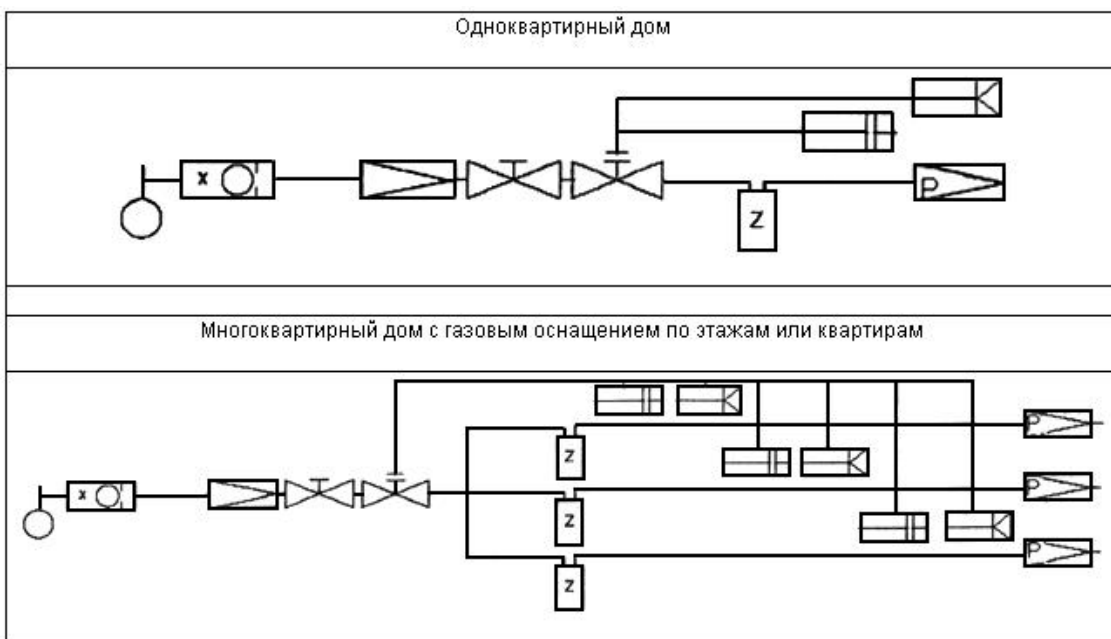 Одноквартирный дом
x
P
Z
Многоквартирный дом с газовым оснащением по этажам или квартирам
P
Z
x
P
Z
P
Z